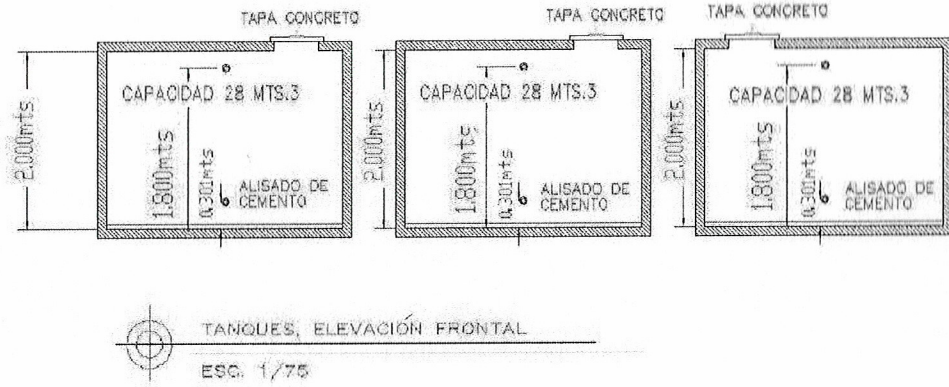 TAPA CONCRETO
TAPA CONCRETO
TAPA CONCRETO
2.000mts
CAPACIDAD 28 MTS.3
1.800mts
0.301mts
ALISADO DE
CEMENTO
2.000mts
CAPACIDAD 28 MTS.3
1.800mts
0.301mts
ALISADO DE
CEMENTO
2.000mts
CAPACIDAD 28 MTS.3
1.800mts
0.301mts
ALISADO DE
CEMENTO
TANQUES, ELEVACIÓN FRONTAL
ESC. 1/75